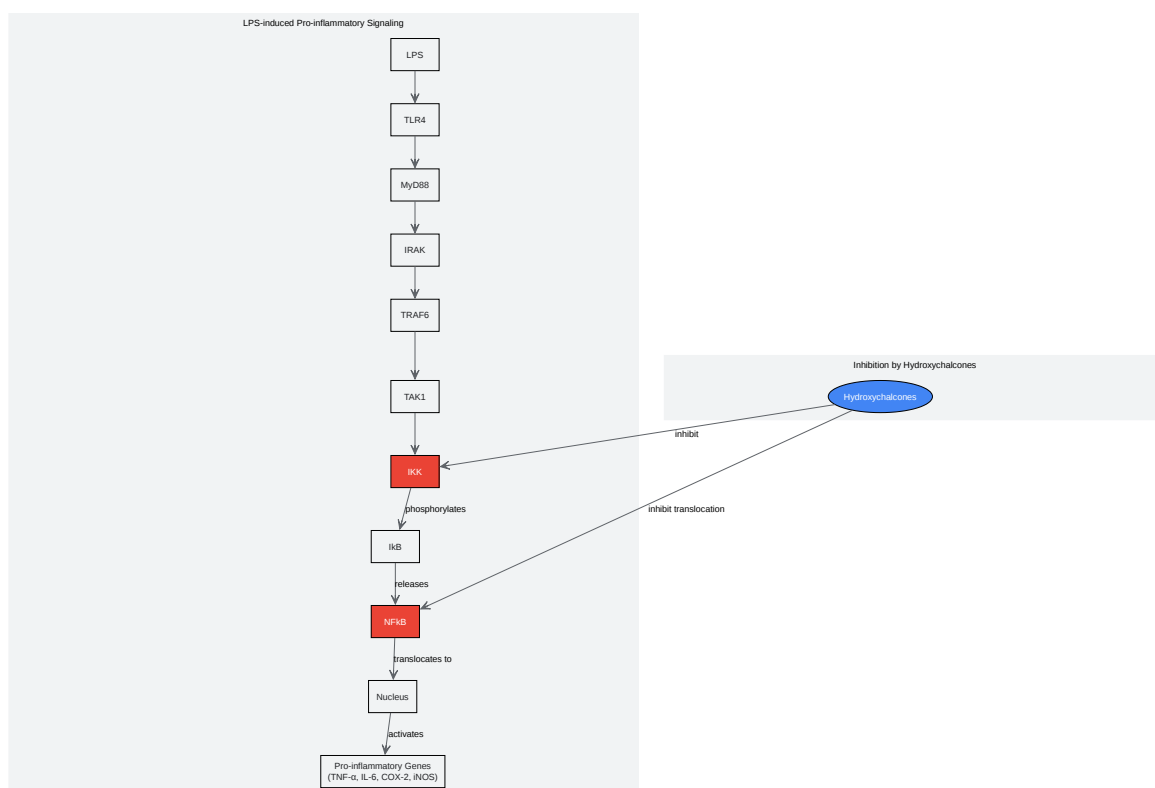 LPS-induced Pro-inflammatory Signaling
LPS
TLR4
MyD88
IRAK
TRAF6
Inhibition by Hydroxychalcones
TAK1
Hydroxychalcones
inhibit
IKK
phosphorylates
inhibit translocation
IkB
releases
NFkB
translocates to
Nucleus
activates
Pro-inflammatory Genes
(TNF-α, IL-6, COX-2, iNOS)